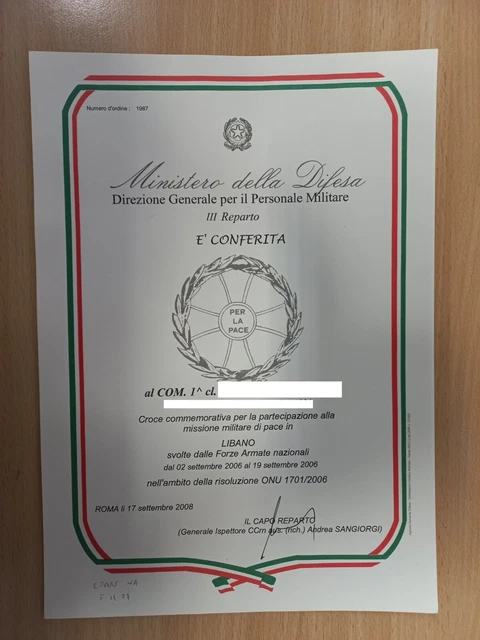 Numero d'ordine : 1987
Ministero della Difesa
Direzione Generale per il Personale Militare
III Reparto
E' CONFERITA
PER
LA
PACE
al COM. 1^ cl.
Croce commemorativa per la partecipazione alla
missione militare di pace in
LIBANO
svolte dalle Forze Armate nazionali
dal 02 settembre 2006 al 19 settembre 2006
nell'ambito della risoluzione ONU 1701/2006
ROMA lì 17 settembre 2008
IL CAPO REPARTO
(Generale Ispettore CCrn aus. (rich.) Andrea SANGIORGI)